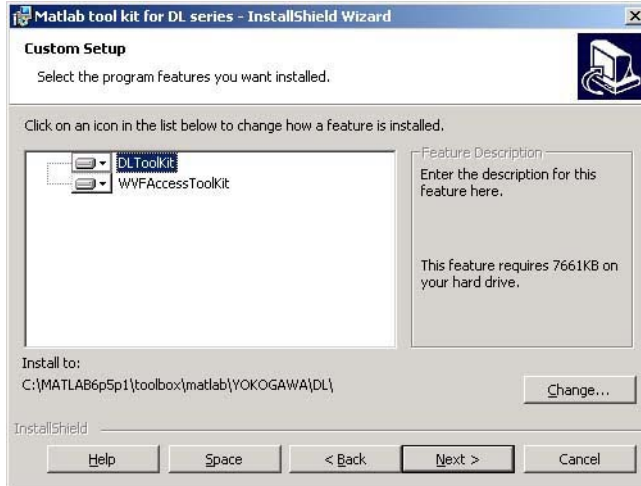 Matlab tool kit for DL series - InstallShield Wizard
Custom Setup
Select the program features you want installed.
Click on an icon in the list below to change how a feature is installed.
DLToolKit
WVFAccessToolKit
Feature Description
Enter the description for this
feature here.
This feature requires 7661KB on
your hard drive.
Install to:
C:\MATLAB6p5p1\toolbox\matlab\YOKOGAWA\DL\
Change...
InstallShield
Help
Space
< Back
Next >
Cancel